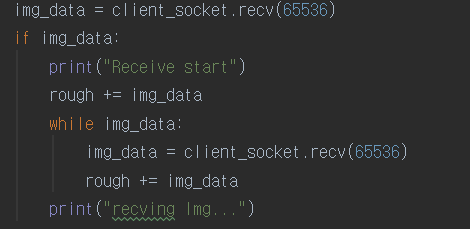 img_data = client_socket.recv(65536)
if img_data:
print("Receive start")
rough += img_data
while img_data:
img_data = client_socket.recv(65536)
rough += img_data
print("recving Img...")